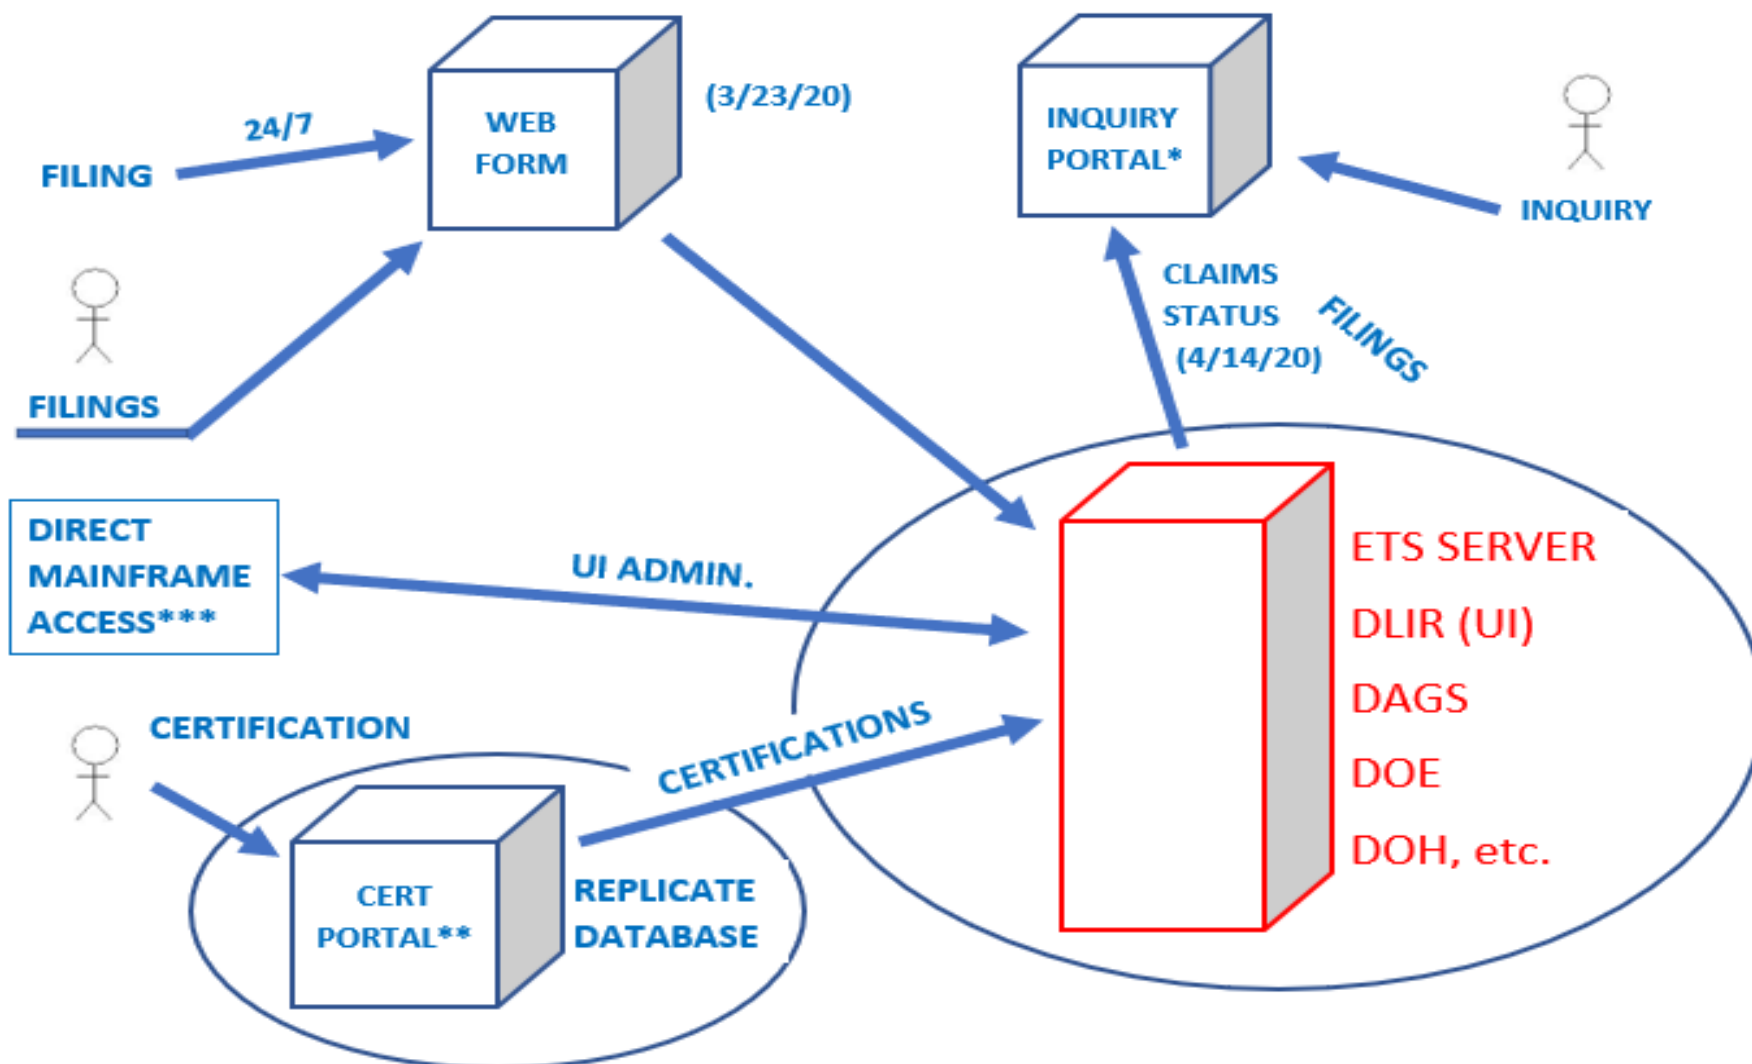 24/7
FILING
WEB
FORM
(3/23/20)
INQUIRY
PORTAL*
INQUIRY
FILINGS
CLAIMS
STATUS
(4/14/20)
FILINGS
DIRECT
MAINFRAME
ACCESS***
UI ADMIN.
ETS SERVER
DLIR (UI)
DAGS
DOE
DOH, etc.
CERTIFICATION
CERTIFICATIONS
CERT
PORTAL**
REPLICATE
DATABASE